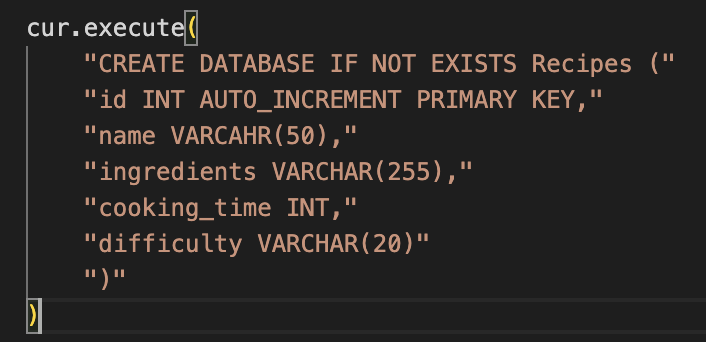 cur.execute(
"CREATE DATABASE IF NOT EXISTS Recipes ("
"id INT AUTO_INCREMENT PRIMARY KEY,"
"name VARCAHR(50),"
"ingredients VARCHAR(255),"
"cooking_time INT,"
"difficulty VARCHAR(20)"
")"
)